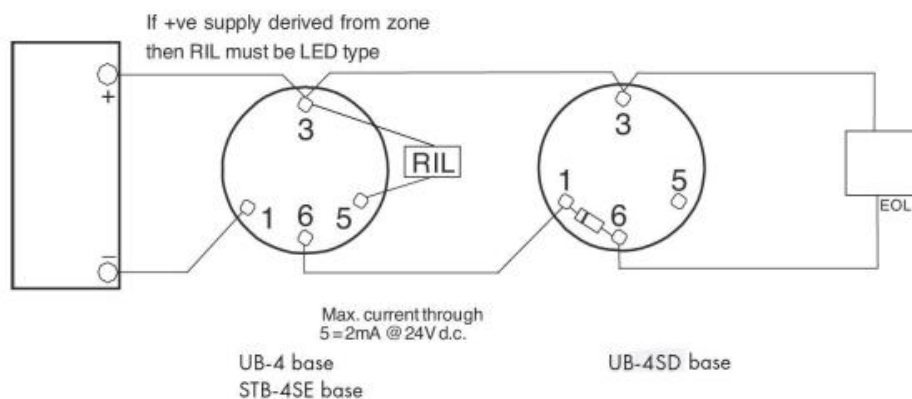 If +ve supply derived from zone
then RIL must be LED type
+
3
3
RIL
1
6
5
1
6
5
EOL
–
Max. current through
5=2mA @ 24V d.c.
UB-4 base
STB-4SE base
UB-4SD base